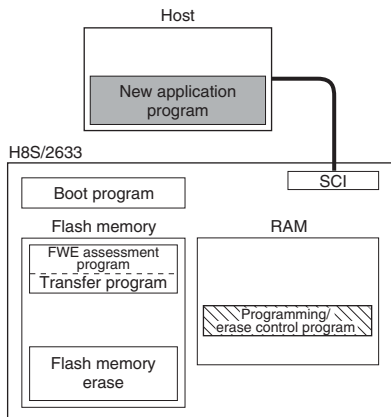 Host
New application
program
H8S/2633
SCI
Boot program
Flash memory
RAM
FWE assessment
program
Transfer program
Programming/
erase control program
Flash memory
erase